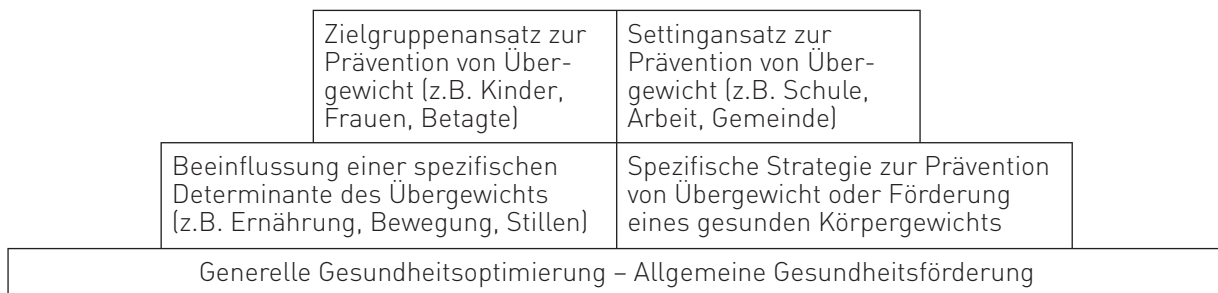 Zielgruppenansatz zur
Prävention von Über-
gewicht (z.B. Kinder,
Frauen, Betagte)
Settingansatz zur
Prävention von Über-
gewicht (z.B. Schule,
Arbeit, Gemeinde)
Beeinflussung einer spezifischen
Determinante des Übergewichts
(z.B. Ernährung, Bewegung, Stillen)
Spezifische Strategie zur Prävention
von Übergewicht oder Förderung
eines gesunden Körpergewichts
Generelle Gesundheitsoptimierung – Allgemeine Gesundheitsförderung